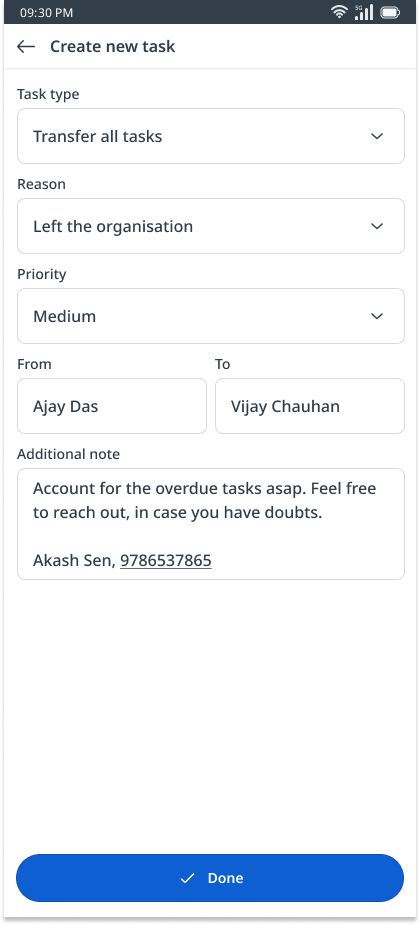 09:30 PM
5G
Create new task
Task type
Transfer all tasks
Reason
Left the organisation
Priority
Medium
From
To
Ajay Das
Vijay Chauhan
Additional note
Account for the overdue tasks asap. Feel free
to reach out, in case you have doubts.
Akash Sen, 9786537865
Done